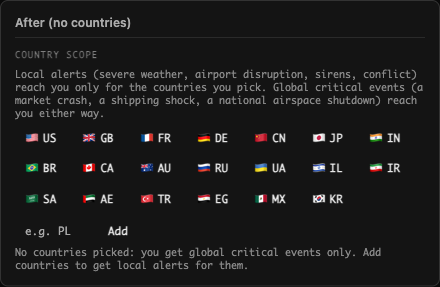 After (no countries)
COUNTRY SCOPE
Local alerts (severe weather, airport disruption, sirens, conflict)
reach you only for the countries you pick. Global critical events (a
market crash, a shipping shock, a national airspace shutdown) reach
you either way.
US GB FR DE CN JP IN
BR CA AU RU UA IL IR
SA AE TR EG MX KR
e.g. PL Add
No countries picked: you get global critical events only. Add
countries to get local alerts for them.